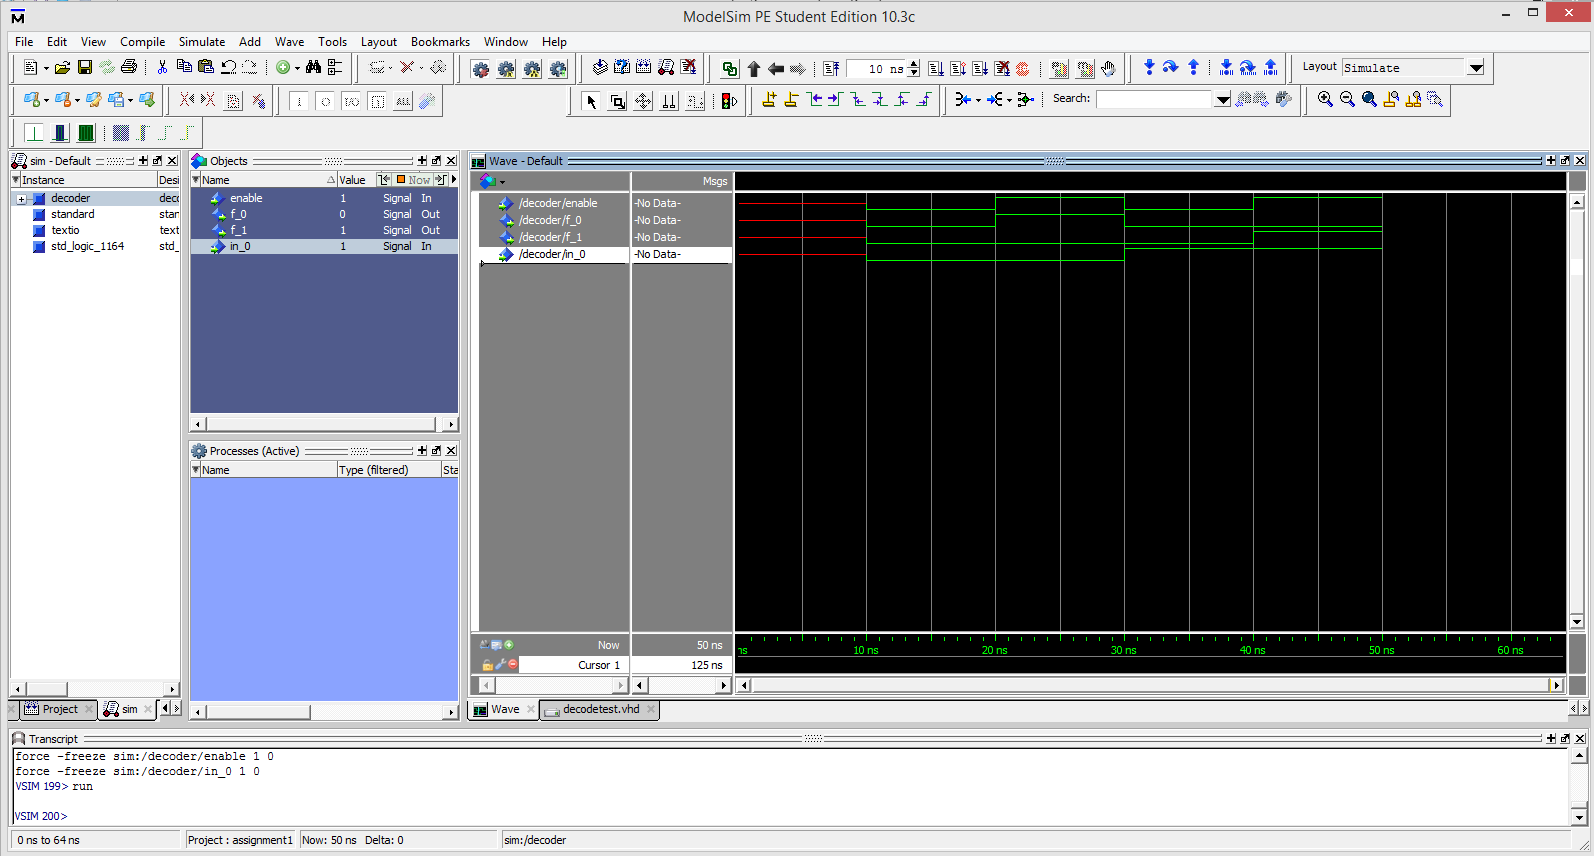 ModelSim PE Student Edition 10.3c
File Edit View Compile Simulate Add Wave Tools Layout Bookmarks Window Help
10 ns
Layout Simulate
Search:
sim - Default
Instance Desi
decoder decc
standard stan
textio texti
std_logic_1164 std_
Project sim
Objects
Name Value Now
enable 1 Signal In
f_0 0 Signal Out
f_1 1 Signal Out
in_0 1 Signal In
Processes (Active)
Name Type (filtered) Sta
Wave - Default
Msgs
/decoder/enable -No Data-
/decoder/f_0 -No Data-
/decoder/f_1 -No Data-
/decoder/in_0 -No Data-
Now 50 ns
Cursor 1 125 ns
ns 10 ns 20 ns 30 ns 40 ns 50 ns 60 ns
Wave decodetest.vhd
Transcript
force -freeze sim:/decoder/enable 1 0
force -freeze sim:/decoder/in_0 1 0
VSIM 199> run
VSIM 200>
0 ns to 64 ns Project : assignment1 Now: 50 ns Delta: 0 sim:/decoder